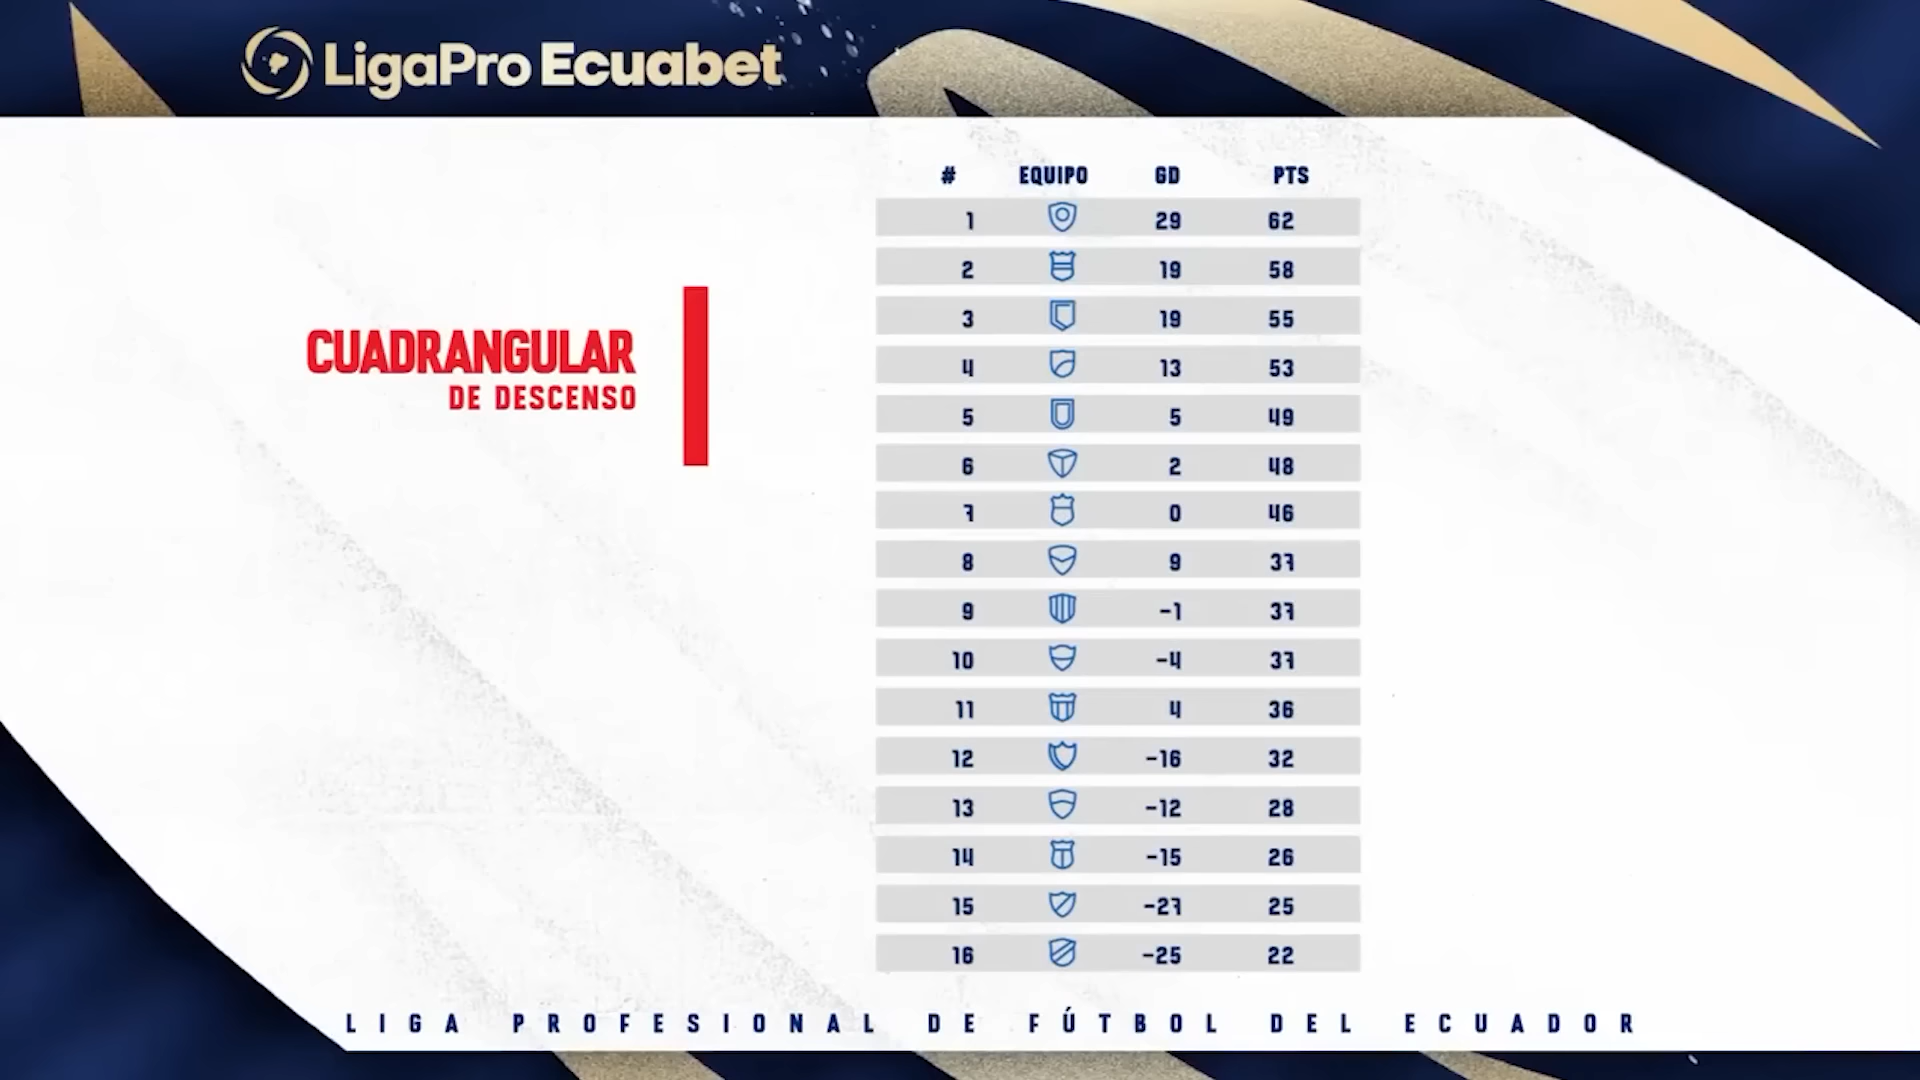 LigaPro Ecuabet
CUADRANGULAR
DE DESCENSO
# EQUIPO GD PTS
1 29 62
2 19 58
3 19 55
4 13 53
5 5 49
6 2 48
7 0 46
8 9 37
9 -1 37
10 -4 37
11 4 36
12 -16 32
13 -12 28
14 -15 26
15 -27 25
16 -25 22
LIGA PROFESIONAL DE FÚTBOL DEL ECUADOR